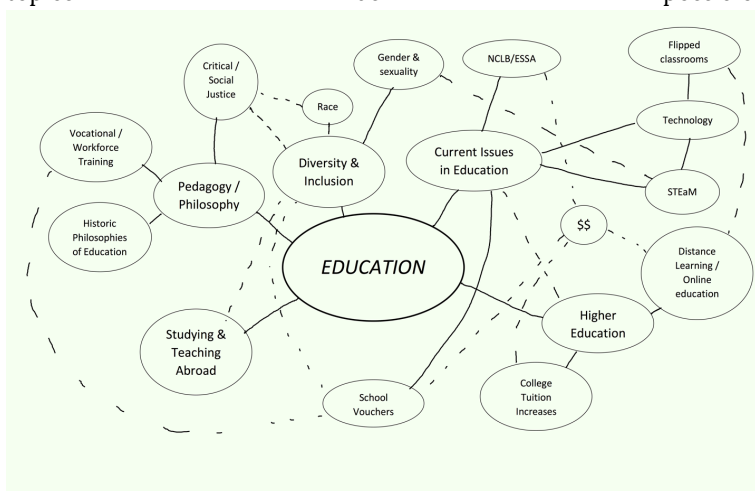 Flipped
classrooms
Gender &
sexuality
NCLB/ESSA
Critical /
Social
Justice
Race
Technology
Vocational /
Workforce
Training
Diversity &
Inclusion
Current Issues
in Education
Pedagogy /
Philosophy
STEaM
Historic
Philosophies
of Education
$$
EDUCATION
Distance
Learning /
Online
education
Higher
Education
Studying &
Teaching
Abroad
School
Vouchers
College
Tuition
Increases